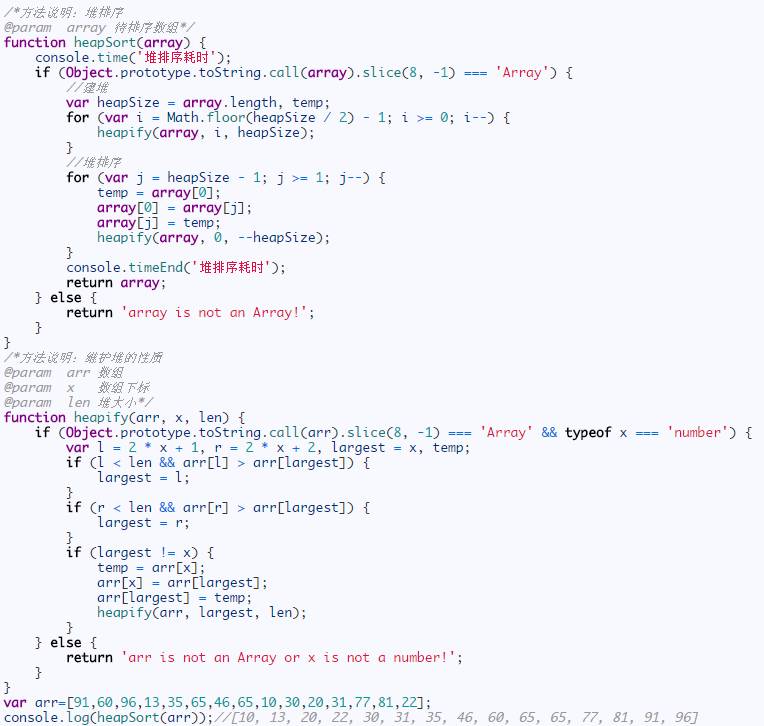 /*方法说明：堆排序
@param  array 待排序数组*/
function heapSort(array) {
    console.time('堆排序耗时');
    if (Object.prototype.toString.call(array).slice(8, -1) === 'Array') {
        //建堆
        var heapSize = array.length, temp;
        for (var i = Math.floor(heapSize / 2) - 1; i >= 0; i--) {
            heapify(array, i, heapSize);
        }
        //堆排序
        for (var j = heapSize - 1; j >= 1; j--) {
            temp = array[0];
            array[0] = array[j];
            array[j] = temp;
            heapify(array, 0, --heapSize);
        }
        console.timeEnd('堆排序耗时');
        return array;
    } else {
        return 'array is not an Array!';
    }
}
/*方法说明：维护堆的性质
@param  arr 数组
@param  x   数组下标
@param  len 堆大小*/
function heapify(arr, x, len) {
    if (Object.prototype.toString.call(arr).slice(8, -1) === 'Array' && typeof x === 'number') {
        var l = 2 * x + 1, r = 2 * x + 2, largest = x, temp;
        if (l < len && arr[l] > arr[largest]) {
            largest = l;
        }
        if (r < len && arr[r] > arr[largest]) {
            largest = r;
        }
        if (largest != x) {
            temp = arr[x];
            arr[x] = arr[largest];
            arr[largest] = temp;
            heapify(arr, largest, len);
        }
    } else {
        return 'arr is not an Array or x is not a number!';
    }
}
var arr=[91,60,96,13,35,65,46,65,10,30,20,31,77,81,22];
console.log(heapSort(arr));//[10, 13, 20, 22, 30, 31, 35, 46, 60, 65, 65, 77, 81, 91, 96]